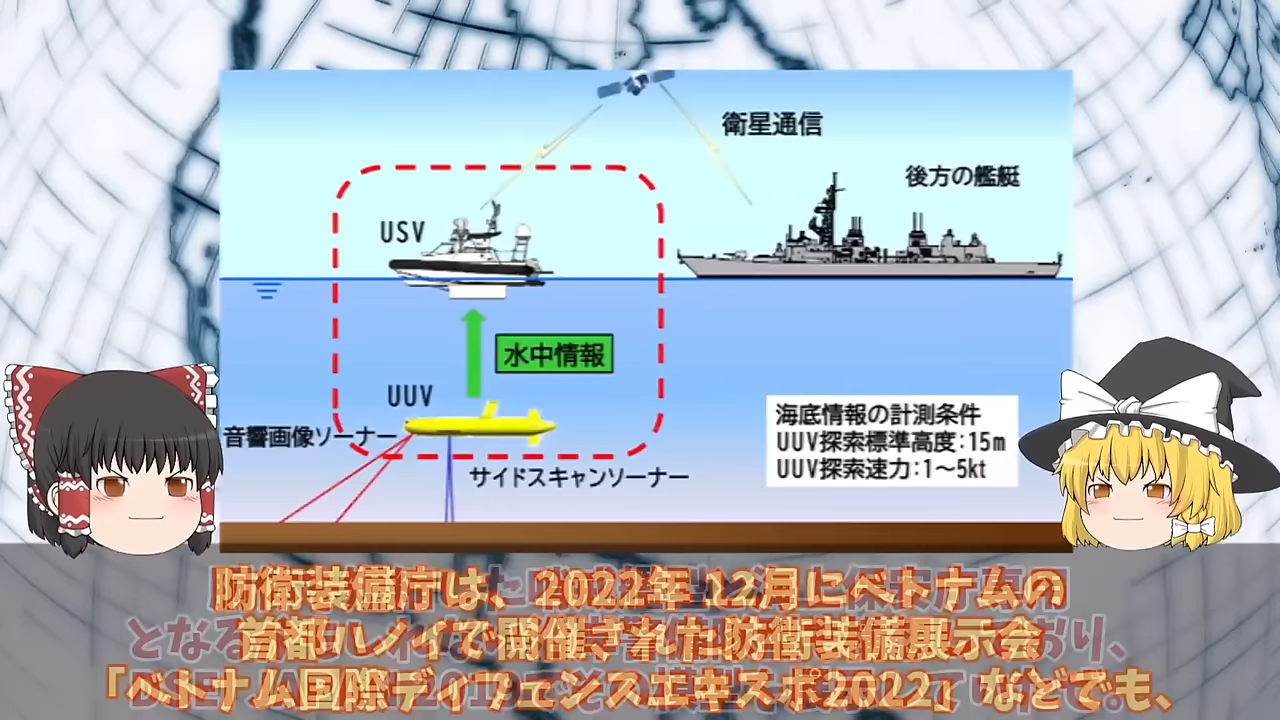 衛星通信
後方の艦艇
USV
水中情報
UUV
音響画像ソーナー
サイドスキャンソーナー
海底情報の計測条件
UUV探索標準高度:15m
UUV探索速力:1～5kt
防衛装備庁は、2022年12月にベトナムの
首都ハノイで開催された防衛装備展示会
「ベトナム国際ディフェンスエキスポ2022」などでも、